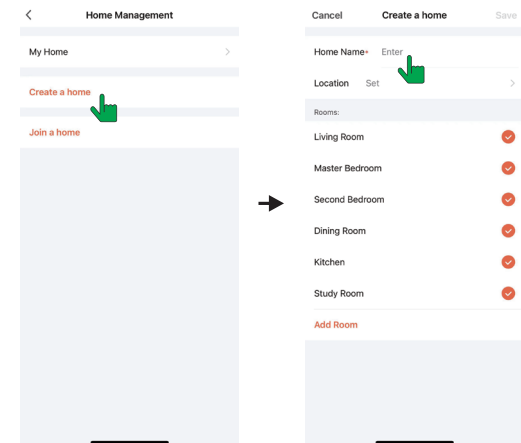 Home Management
My Home
Create a home
Join a home
Cancel Create a home Save
Home Name* Enter
Location Set
Rooms:
Living Room
Master Bedroom
Second Bedroom
Dining Room
Kitchen
Study Room
Add Room